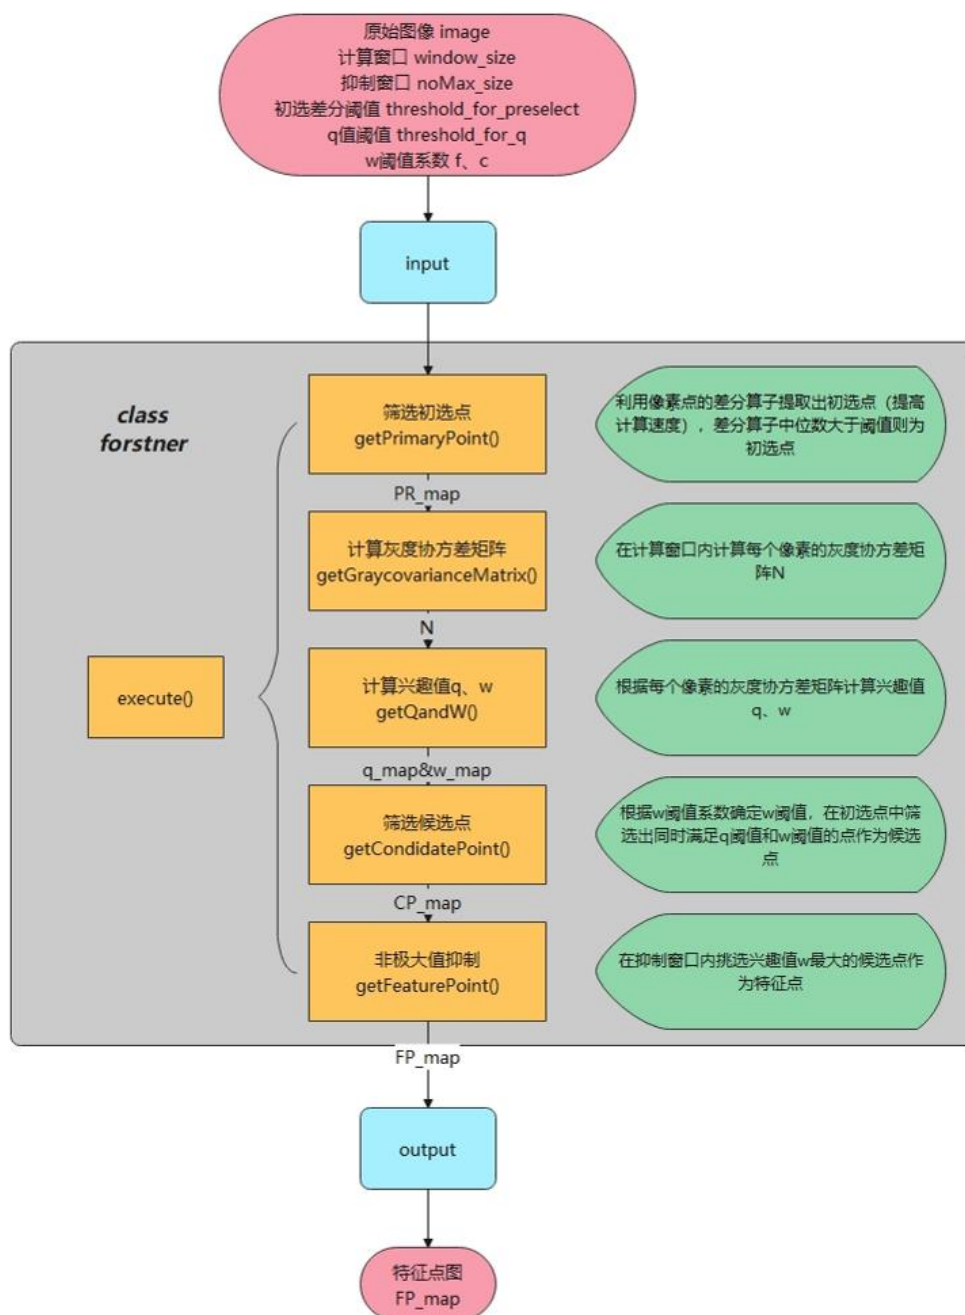 原始图像 image
计算窗口 window_size
抑制窗口 noMax_size
初选差分阈值 threshold_for_preselect
q值阈值 threshold_for_q
w阈值系数 f、c
input
class
forstner
筛选初选点
getPrimaryPoint()
利用像素点的差分算子提取出初选点（提高
计算速度），差分算子中位数大于阈值则为
初选点
PR_map
计算灰度协方差矩阵
getGraycovarianceMatrix()
在计算窗口内计算每个像素的灰度协方差矩
阵N
N
execute()
计算兴趣值q、w
getQandW()
根据每个像素的灰度协方差矩阵计算兴趣值
q、w
q_map&w_map
筛选候选点
getCondidatePoint()
根据w阈值系数确定w阈值，在初选点中筛
选出同时满足q阈值和w阈值的点作为候选
点
CP_map
非极大值抑制
getFeaturePoint()
在抑制窗口内挑选兴趣值w最大的候选点作
为特征点
FP_map
output
特征点图
FP_map